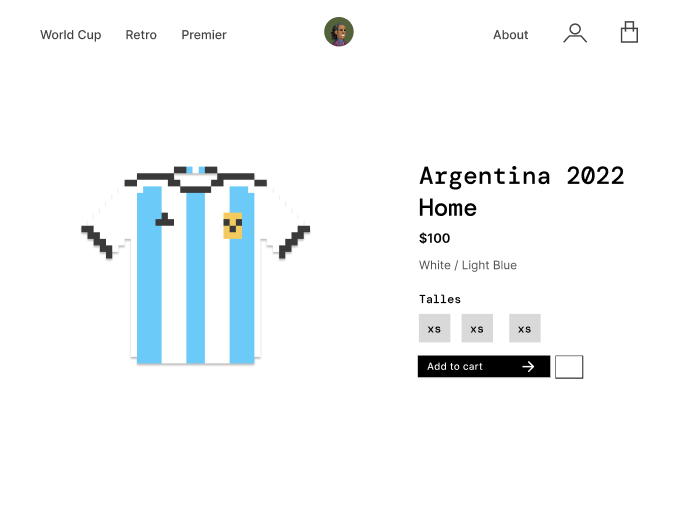 World Cup Retro Premier About
Argentina 2022
Home
$100
White / Light Blue
Talles
xs xs xs
Add to cart